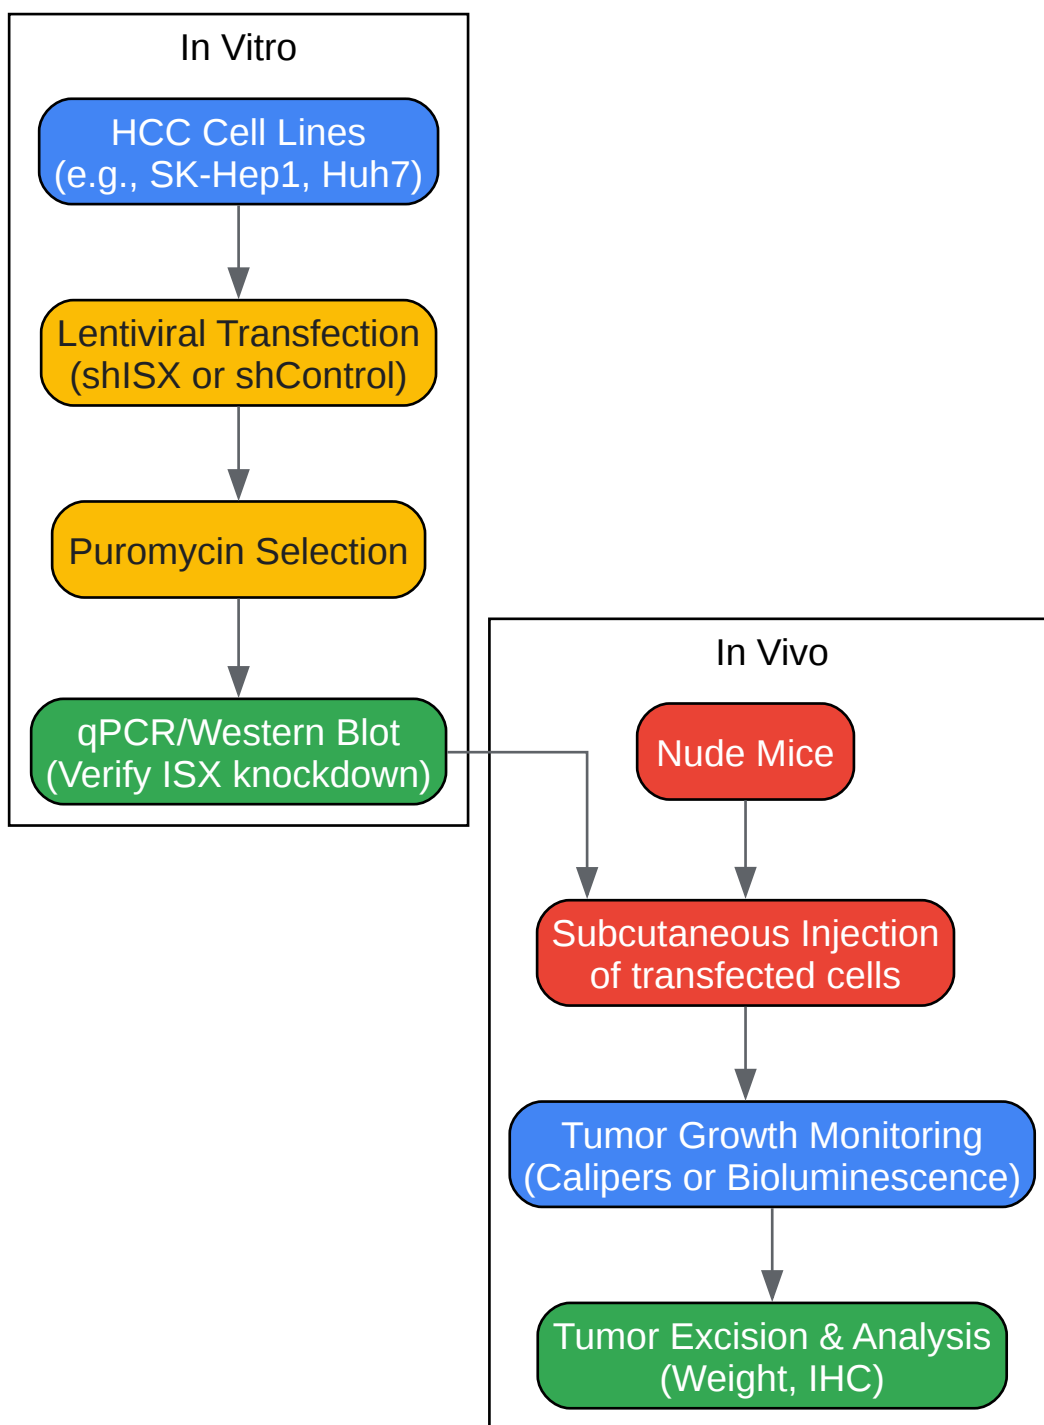 In Vitro
HCC Cell Lines
(e.g., SK-Hep1, Huh7)
Lentiviral Transfection
(shISX or shControl)
Puromycin Selection
qPCR/Western Blot
(Verify ISX knockdown)
In Vivo
Nude Mice
Subcutaneous Injection
of transfected cells
Tumor Growth Monitoring
(Calipers or Bioluminescence)
Tumor Excision & Analysis
(Weight, IHC)